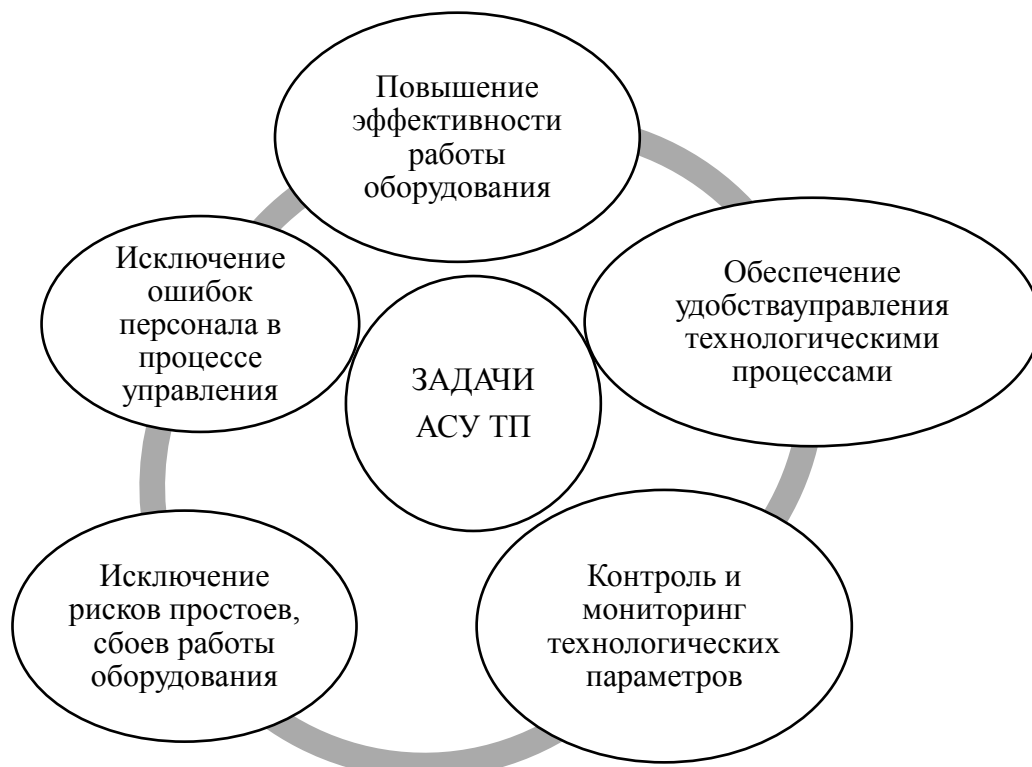 Повышение
эффективности
работы
оборудования
Обеспечение
удобствауправления
технологическими
процессами
Контроль и
мониторинг
технологических
параметров
Исключение
рисков простоев,
сбоев работы
оборудования
Исключение
ошибок
персонала в
процессе
управления
ЗАДАЧИ
АСУ ТП